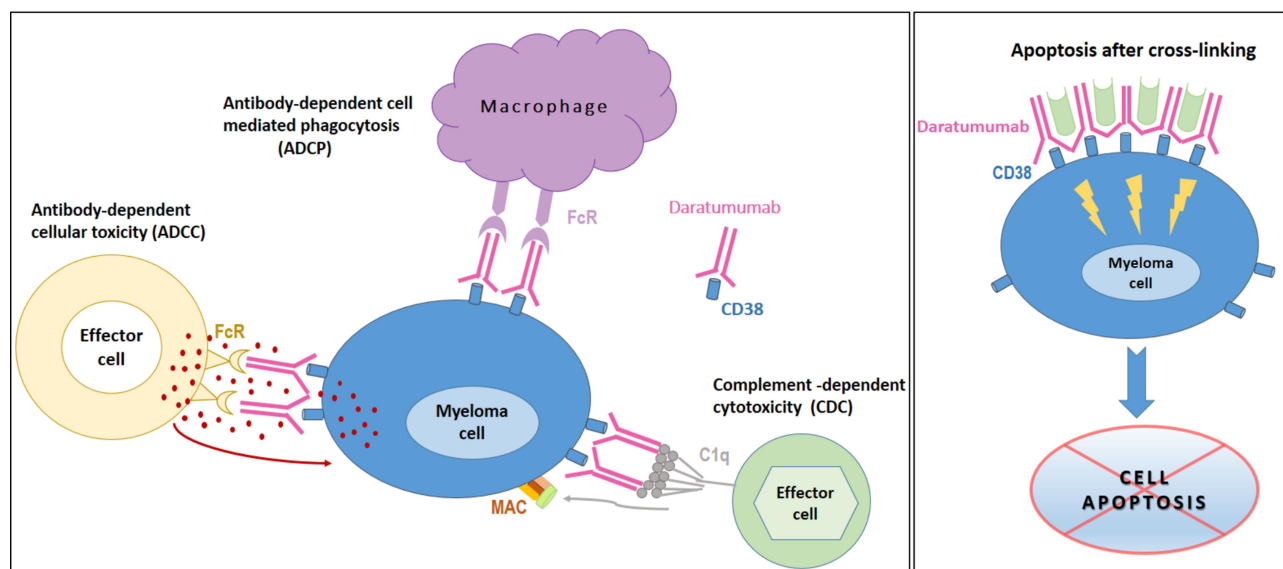 Antibody-dependent cell
mediated phagocytosis
(ADCP)
Macrophage
FcR
Antibody-dependent
cellular toxicity (ADCC)
Effector
cell
FcR
Daratumumab
CD38
Myeloma
cell
Complement -dependent
cytotoxicity (CDC)
C1q
MAC
Effector
cell
Apoptosis after cross-linking
Daratumumab
CD38
Myeloma
cell
CELL
APOPTOSIS